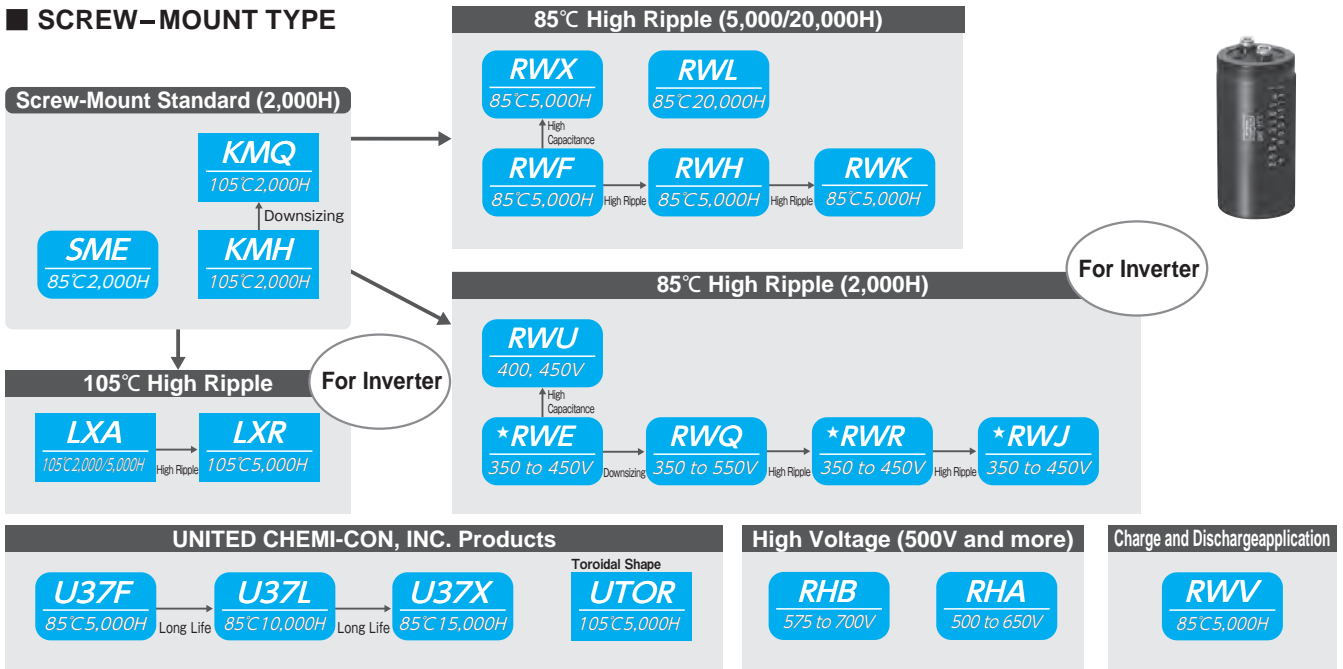 ■ SCREW–MOUNT TYPE
Screw-Mount Standard (2,000H)
KMQ
105℃2,000H
Downsizing
SME
85℃2,000H
KMH
105℃2,000H
85℃ High Ripple (5,000/20,000H)
RWX
85℃5,000H
RWL
85℃20,000H
High
Capacitance
RWF
85℃5,000H
High Ripple
RWH
85℃5,000H
High Ripple
RWK
85℃5,000H
For Inverter
85℃ High Ripple (2,000H)
RWU
400, 450V
High
Capacitance
★RWE
350 to 450V
Downsizing
RWQ
350 to 550V
High Ripple
★RWR
350 to 450V
High Ripple
★RWJ
350 to 450V
105℃ High Ripple
For Inverter
LXA
105℃2,000/5,000H
High Ripple
LXR
105℃5,000H
UNITED CHEMI-CON, INC. Products
U37F
85℃5,000H
Long Life
U37L
85℃10,000H
Long Life
U37X
85℃15,000H
Toroidal Shape
UTOR
105℃5,000H
High Voltage (500V and more)
RHB
575 to 700V
RHA
500 to 650V
Charge and Dischargeapplication
RWV
85℃5,000H